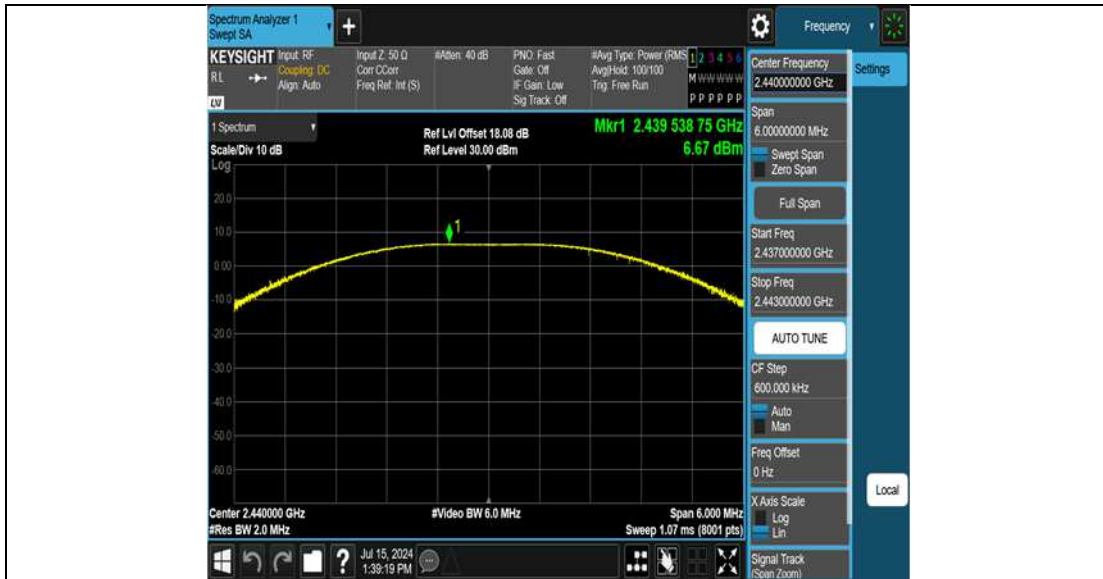 Spectrum Analyzer 1
Swept SA
+
Frequency
KEYSIGHT
RL
LVI
Input: RF
Coupling: DC
Align: Auto
Input Z: 50 Ω
Corr CCorr
Freq Ref: Int (S)
#Atten: 40 dB
PNO: Fast
Gate: Off
IF Gain: Low
Sig Track: Off
#Avg Type: Power (RMS
Avg|Hold: 100/100
Trig: Free Run
1 2 3 4 5 6
M W W W W W
P P P P P P
1 Spectrum
Scale/Div 10 dB
Log
Ref Lvl Offset 18.08 dB
Ref Level 30.00 dBm
Mkr1 2.439 538 75 GHz
6.67 dBm
1
20.0
10.0
0.00
-10.0
-20.0
-30.0
-40.0
-50.0
-60.0
Center 2.440000 GHz
#Res BW 2.0 MHz
#Video BW 6.0 MHz
Span 6.000 MHz
Sweep 1.07 ms (8001 pts)
Center Frequency
2.440000000 GHz
Settings
Span
6.00000000 MHz
Swept Span
Zero Span
Full Span
Start Freq
2.437000000 GHz
Stop Freq
2.443000000 GHz
AUTO TUNE
CF Step
600.000 kHz
Auto
Man
Freq Offset
0 Hz
X Axis Scale
Log
Lin
Local
Signal Track
(Span Zoom)
?
Jul 15, 2024
1:39:19 PM